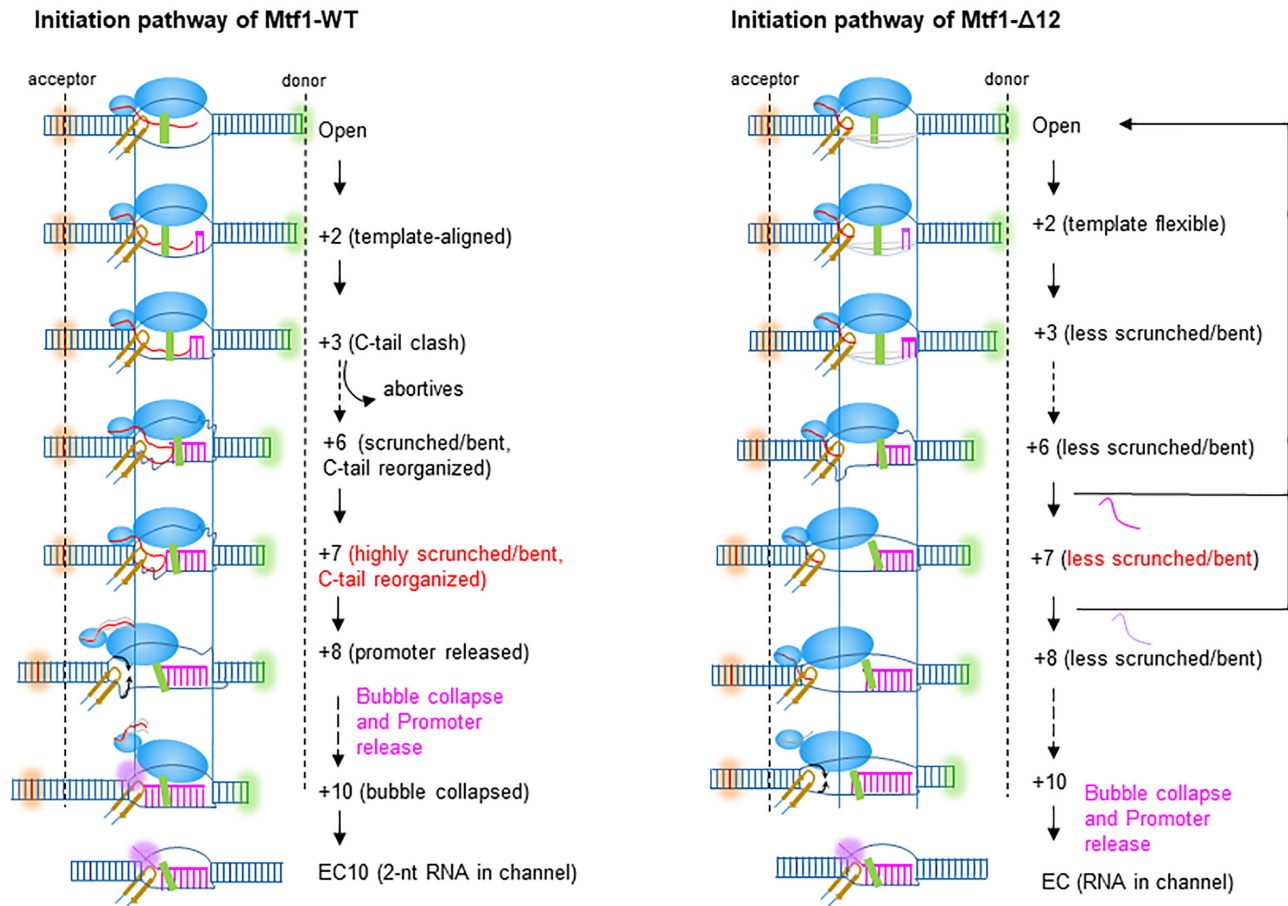 Initiation pathway of Mtf1-WT
acceptor
donor
Open
+2 (template-aligned)
+3 (C-tail clash)
abortives
+6 (scrunched/bent,
C-tail reorganized)
+7 (highly scrunched/bent,
C-tail reorganized)
+8 (promoter released)
Bubble collapse
and Promoter
release
+10 (bubble collapsed)
EC10 (2-nt RNA in channel)
Initiation pathway of Mtf1-Δ12
acceptor
donor
Open
+2 (template flexible)
+3 (less scrunched/bent)
+6 (less scrunched/bent)
+7 (less scrunched/bent)
+8 (less scrunched/bent)
+10
Bubble collapse
and Promoter
release
EC (RNA in channel)